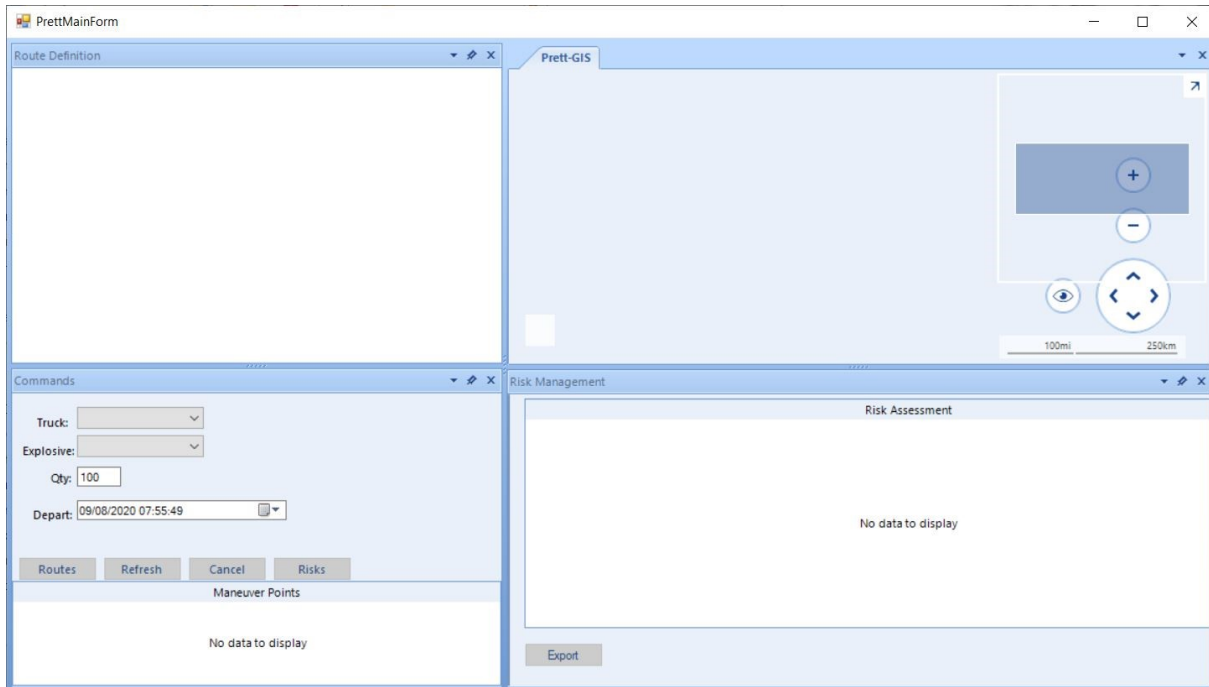 PrettMainForm
Route Definition
Prett-GIS
100mi 250km
Commands
Truck:
Explosive:
Qty: 100
Depart: 09/08/2020 07:55:49
Routes Refresh Cancel Risks
Maneuver Points
No data to display
Risk Management
Risk Assessment
No data to display
Export